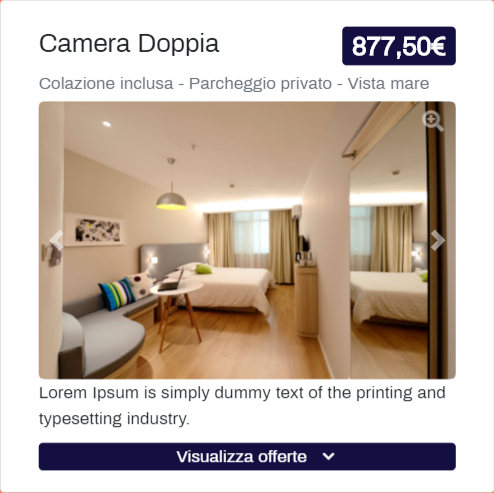 Camera Doppia
877,50€
Colazione inclusa - Parcheggio privato - Vista mare
Lorem Ipsum is simply dummy text of the printing and
typesetting industry.
Visualizza offerte